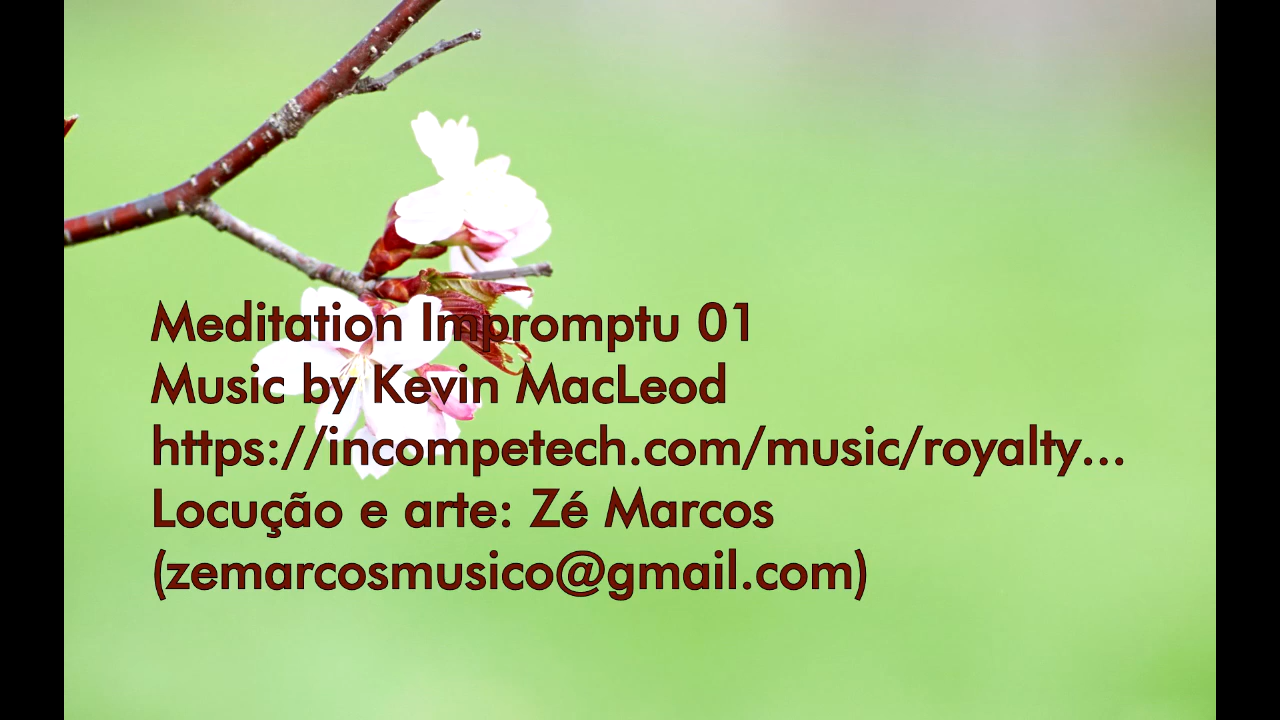 Meditation Impromptu 01
Music by Kevin MacLeod
https://incompetech.com/music/royalty...
Locução e arte: Zé Marcos
(zemarcosmusico@gmail.com)